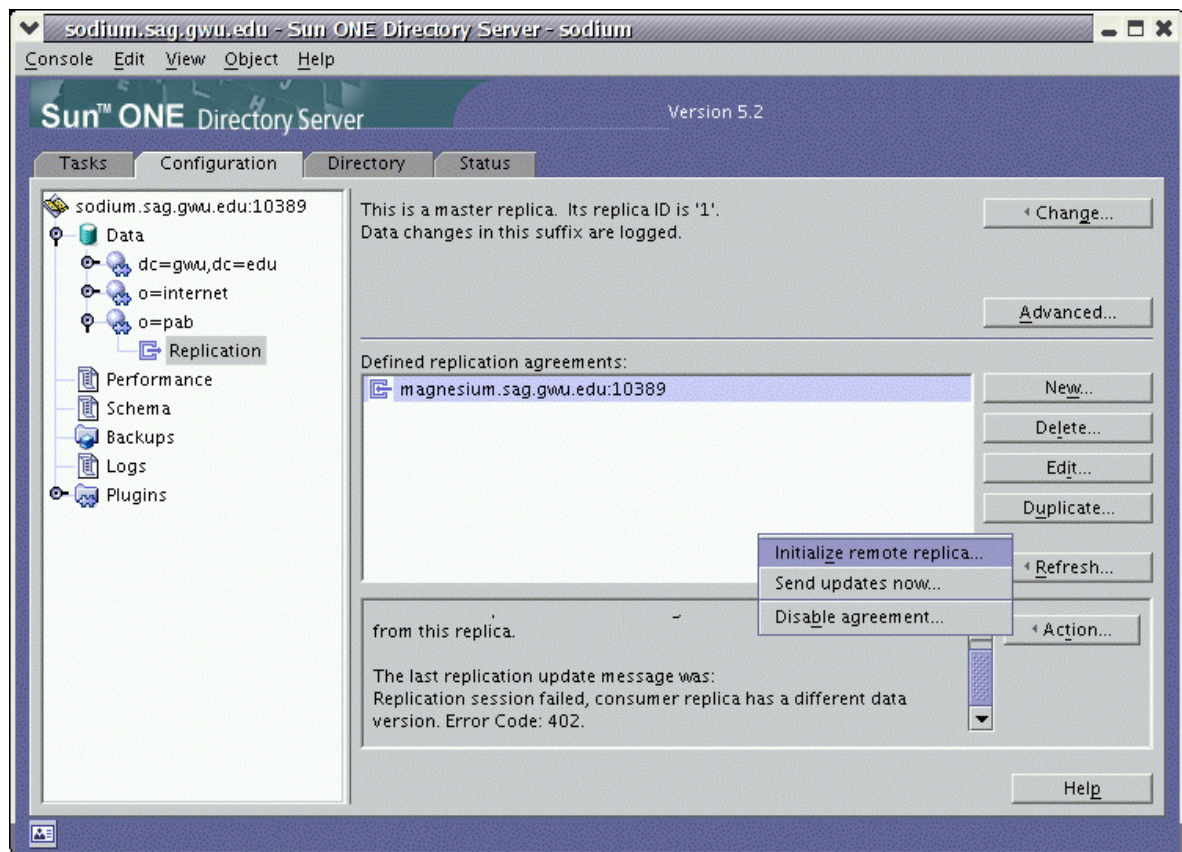 sodium.sag.gwu.edu - Sun ONE Directory Server - sodium
Console Edit View Object Help
Sun™ ONE Directory Server
Version 5.2
Tasks Configuration Directory Status
sodium.sag.gwu.edu:10389
Data
dc=gwu,dc=edu
o=internet
o=pab
Replication
Performance
Schema
Backups
Logs
Plugins
This is a master replica. Its replica ID is '1'.
Data changes in this suffix are logged.
Change...
Advanced...
Defined replication agreements:
magnesium.sag.gwu.edu:10389
New...
Delete...
Edit...
Duplicate...
Refresh...
Initialize remote replica...
Send updates now...
Disable agreement...
Action...
from this replica.
The last replication update message was:
Replication session failed, consumer replica has a different data
version. Error Code: 402.
Help